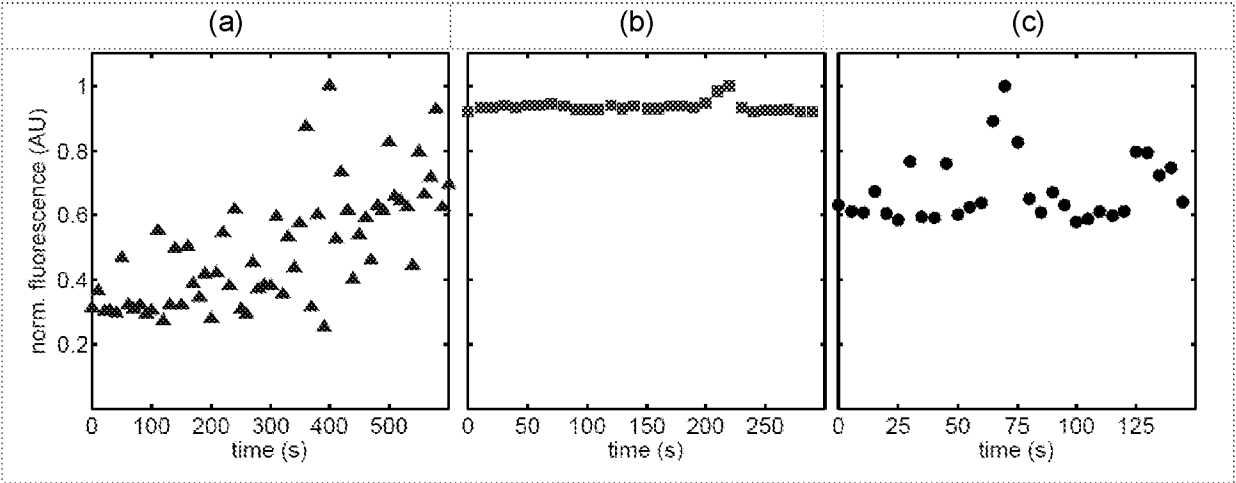 (a) (b) (c)
norm. fluorescence (AU)
1
0.8
0.6
0.4
0.2
0 100 200 300 400 500
0 50 100 150 200 250
0 25 50 75 100 125
time (s) time (s) time (s)